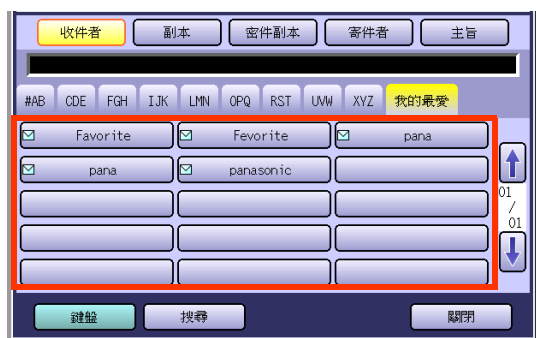 收件者 副本 密件副本 寄件者 主旨
#AB CDE FGH IJK LMN OPQ RST UVW XYZ 我的最愛
Favorite Fevorite pana
pana panasonic
01
/
01
鍵盤 搜尋 關閉